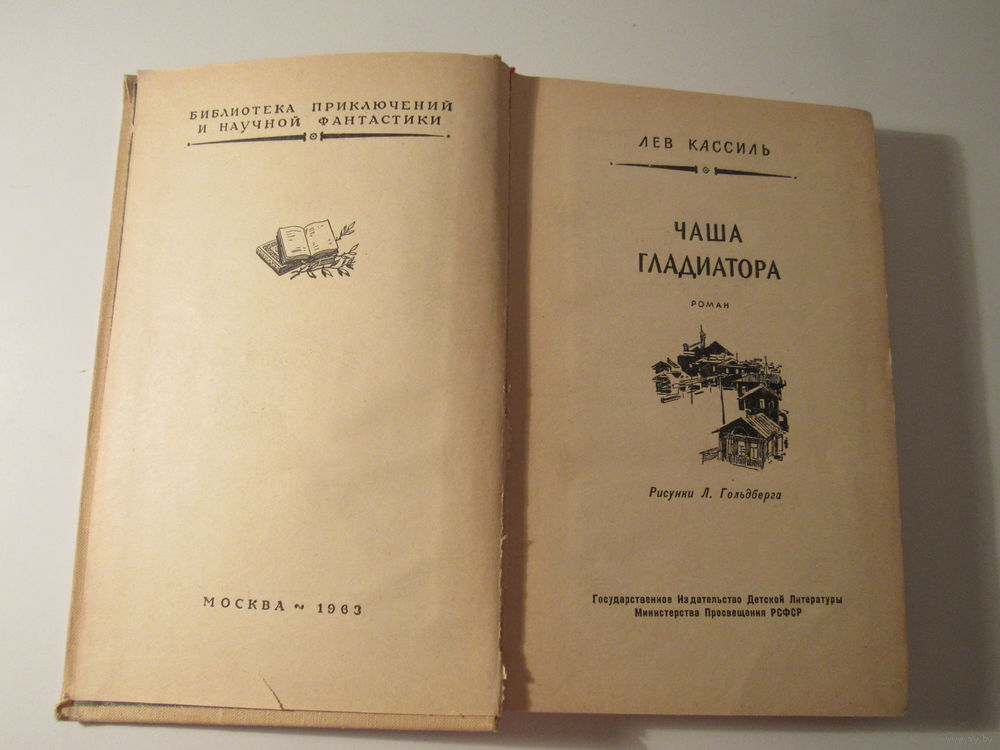 БИБЛИОТЕКА ПРИКЛЮЧЕНИЙ
И НАУЧНОЙ ФАНТАСТИКИ
МОСКВА ~ 1963
ЛЕВ КАССИЛЬ
ЧАША
ГЛАДИАТОРА
РОМАН
Рисунки Л. Гольдберга
Государственное Издательство Детской Литературы
Министерства Просвещения РСФСР